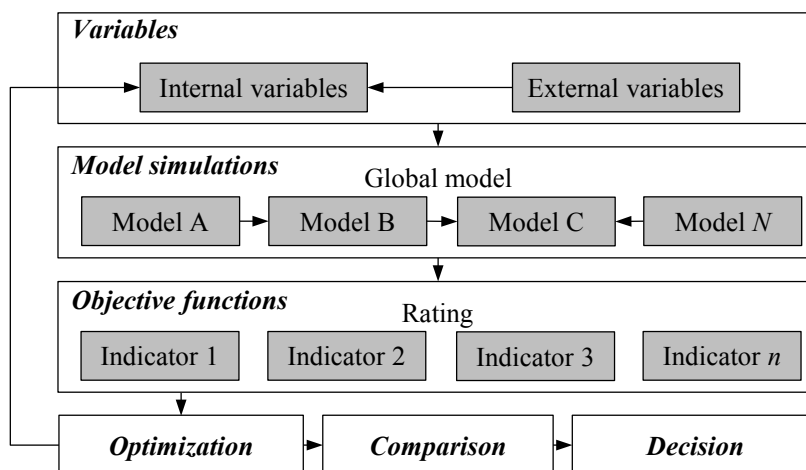 Variables
Internal variables
External variables
Model simulations
Global model
Model A
Model B
Model C
Model N
Objective functions
Rating
Indicator 1
Indicator 2
Indicator 3
Indicator n
Optimization
Comparison
Decision